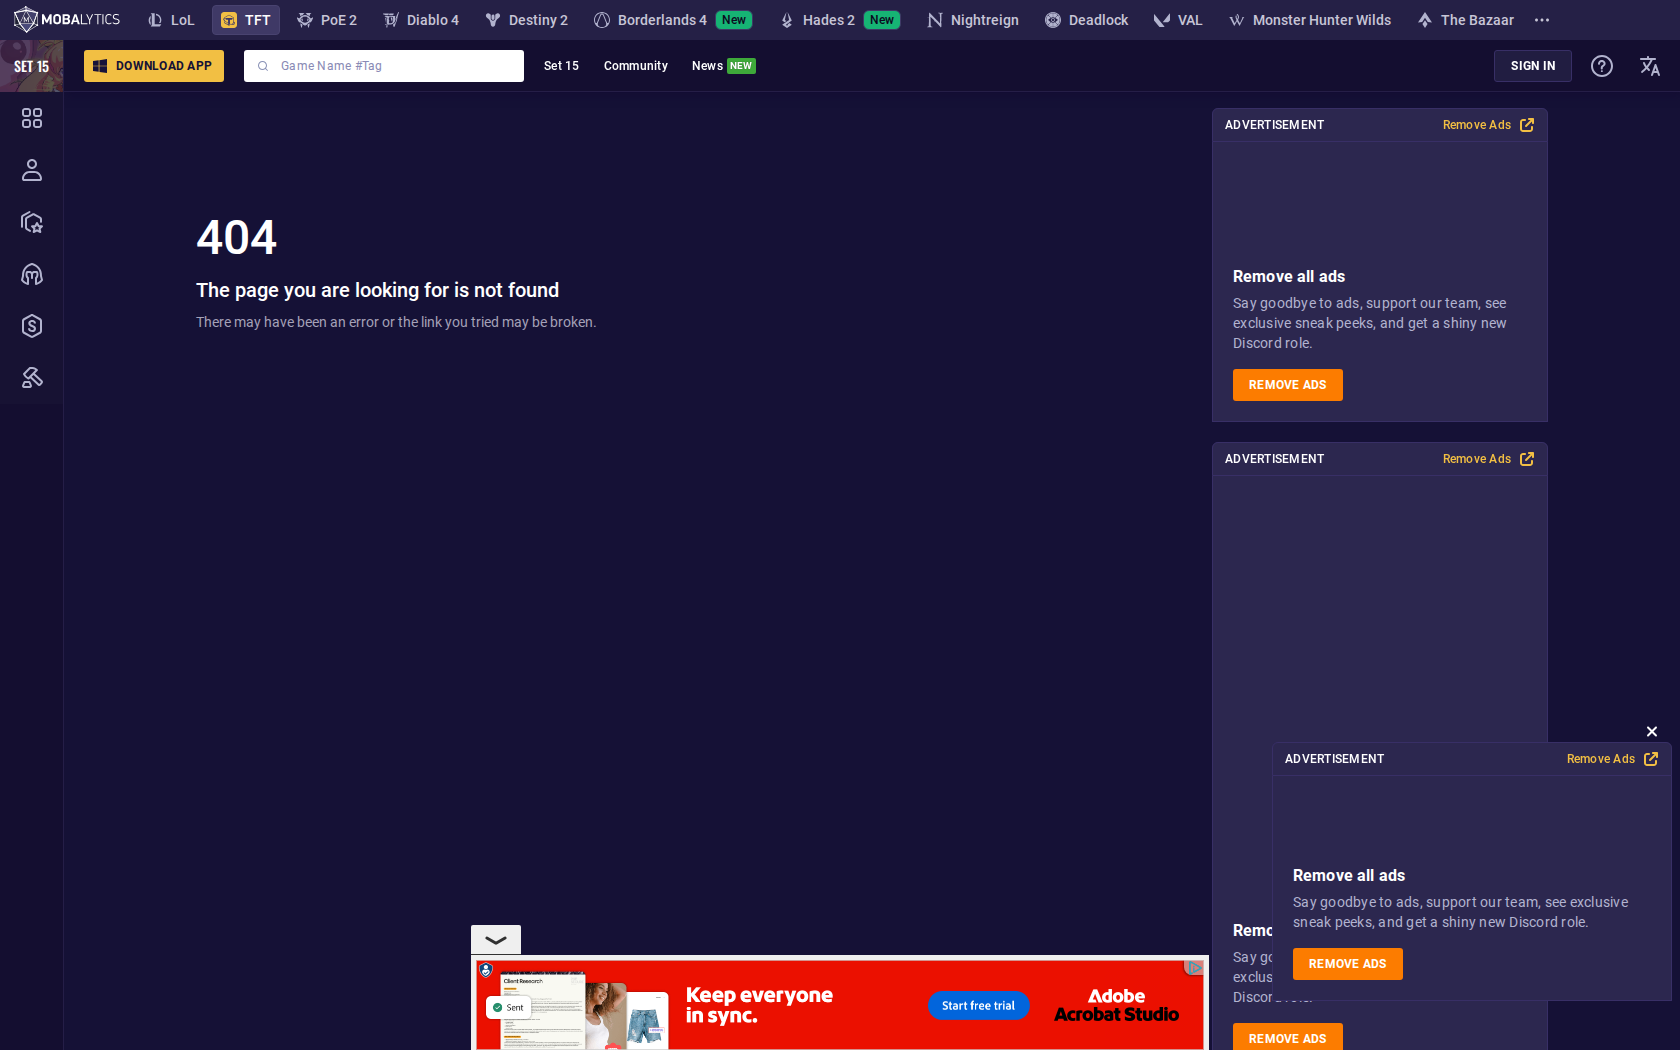 MOBALYTICS
LoL
TFT
PoE 2
Diablo 4
Destiny 2
Borderlands 4 New
Hades 2 New
Nightreign
Deadlock
VAL
Monster Hunter Wilds
The Bazaar
SET 15
DOWNLOAD APP
Game Name #Tag
Set 15
Community
News NEW
SIGN IN
404
The page you are looking for is not found
There may have been an error or the link you tried may be broken.
ADVERTISEMENT
Remove Ads
Remove all ads
Say goodbye to ads, support our team, see
exclusive sneak peeks, and get a shiny new
Discord role.
REMOVE ADS
ADVERTISEMENT
Remove Ads
ADVERTISEMENT
Remove Ads
Remove all ads
Say goodbye to ads, support our team, see exclusive
sneak peeks, and get a shiny new Discord role.
REMOVE ADS
REMOVE ADS
Client Research
Sent
Keep everyone
in sync.
Start free trial
Adobe
Acrobat Studio